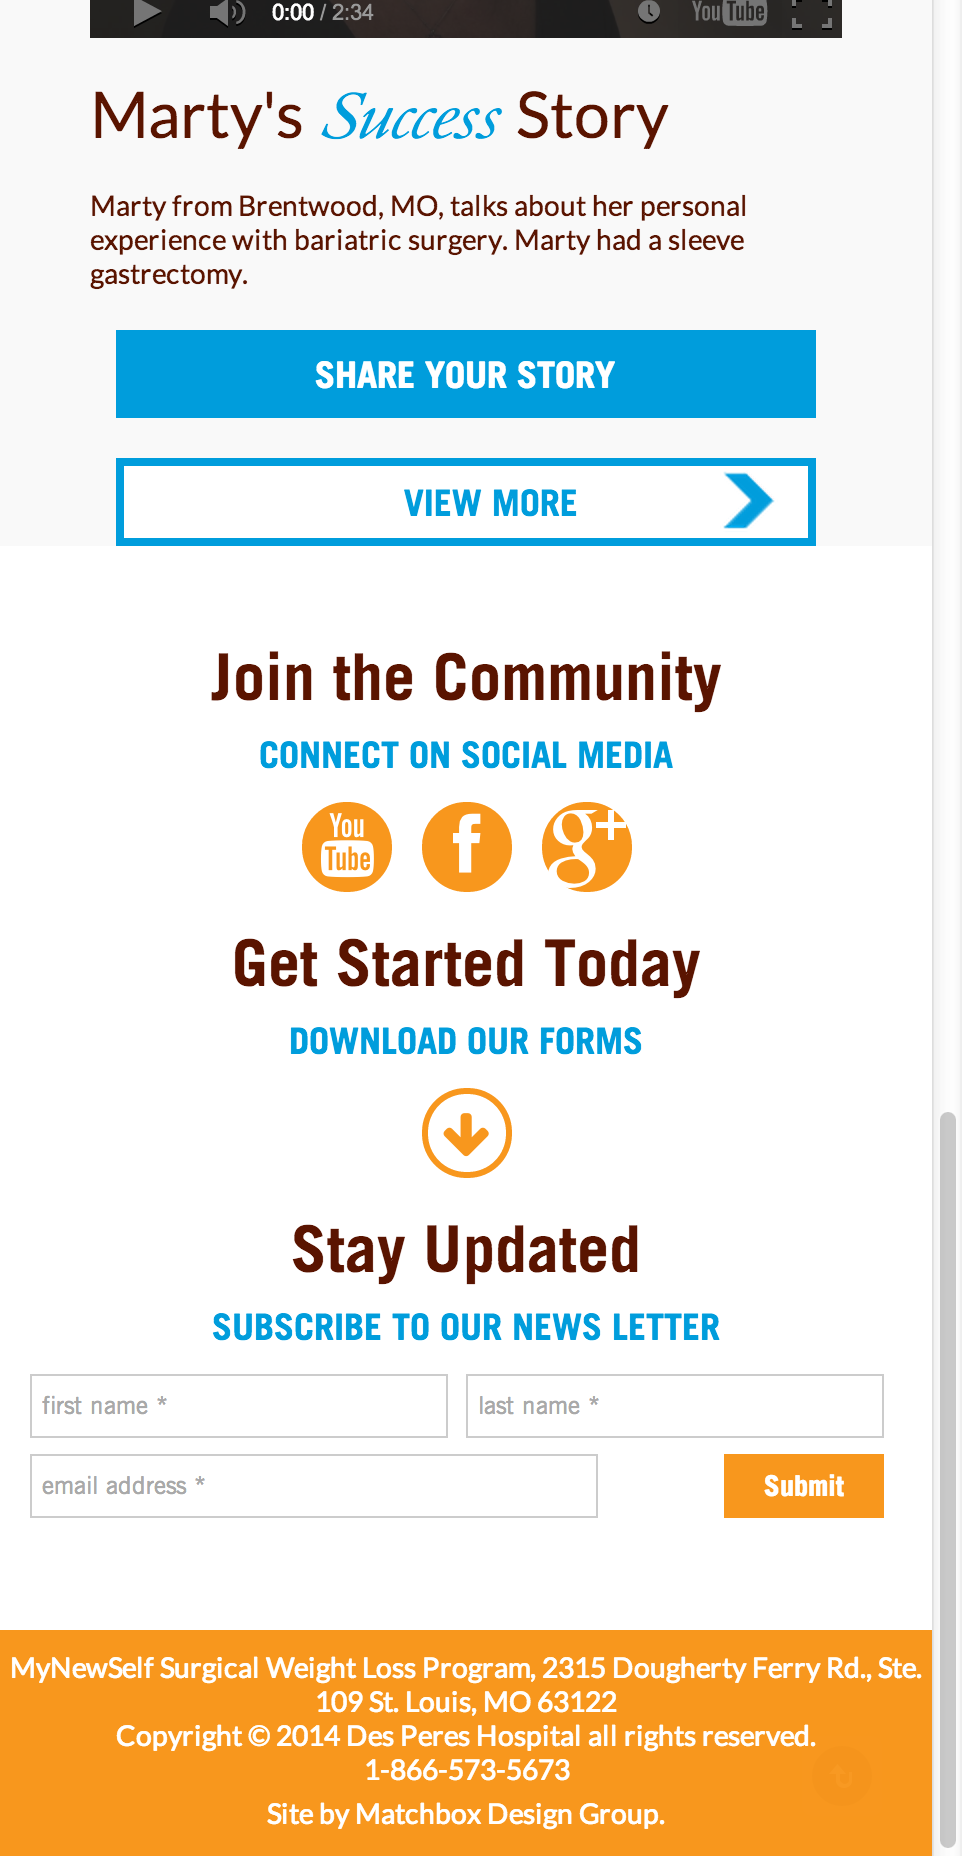 0:00 / 2:34 YouTube
Marty's Success Story
Marty from Brentwood, MO, talks about her personal
experience with bariatric surgery. Marty had a sleeve
gastrectomy.
SHARE YOUR STORY
VIEW MORE
Join the Community
CONNECT ON SOCIAL MEDIA
You
Tube f g+
Get Started Today
DOWNLOAD OUR FORMS
Stay Updated
SUBSCRIBE TO OUR NEWS LETTER
first name * last name *
email address * Submit
MyNewSelf Surgical Weight Loss Program, 2315 Dougherty Ferry Rd., Ste.
109 St. Louis, MO 63122
Copyright © 2014 Des Peres Hospital all rights reserved.
1-866-573-5673
Site by Matchbox Design Group.